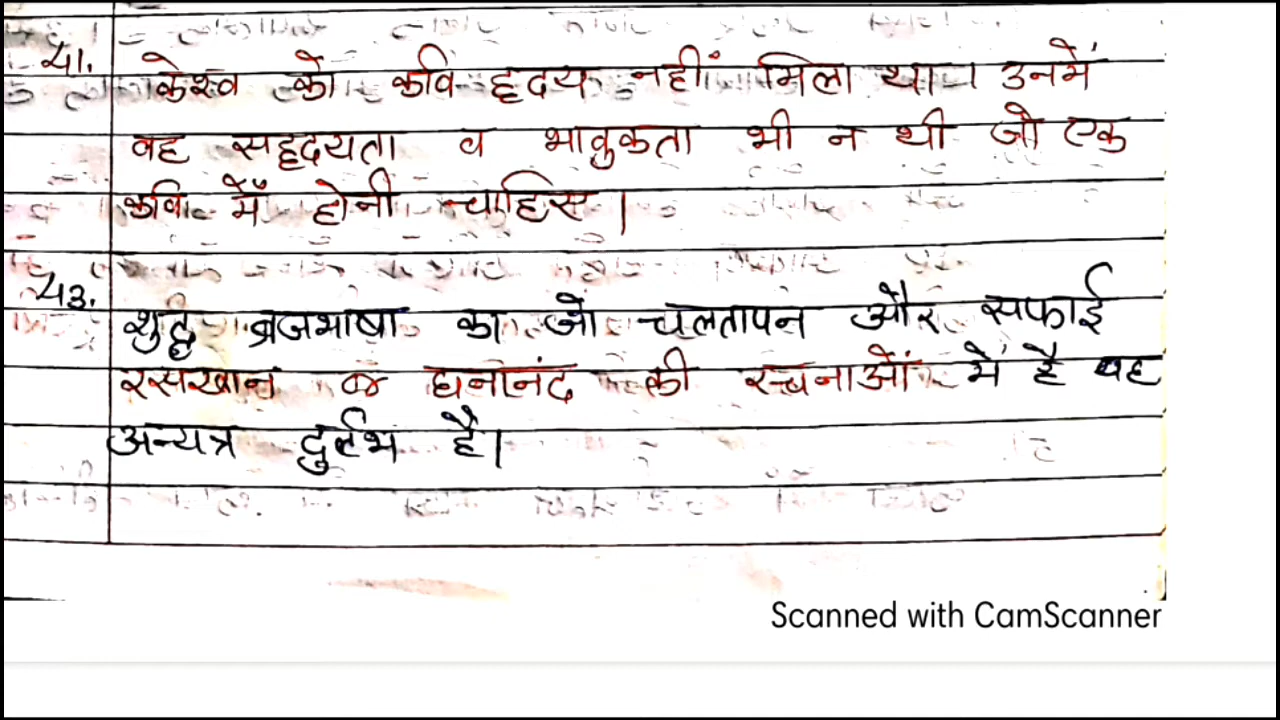 41. केशव को कवि हृदय नहीं मिला था। उनमें
वह सहृदयता व भावुकता भी न थी जो एक
कवि में होनी चाहिए।
43. शुद्ध ब्रजभाषा का जो चलतापन और सफाई
रसखान व घनानंद की रचनाओं में है वह
अन्यत्र दुर्लभ है।
Scanned with CamScanner